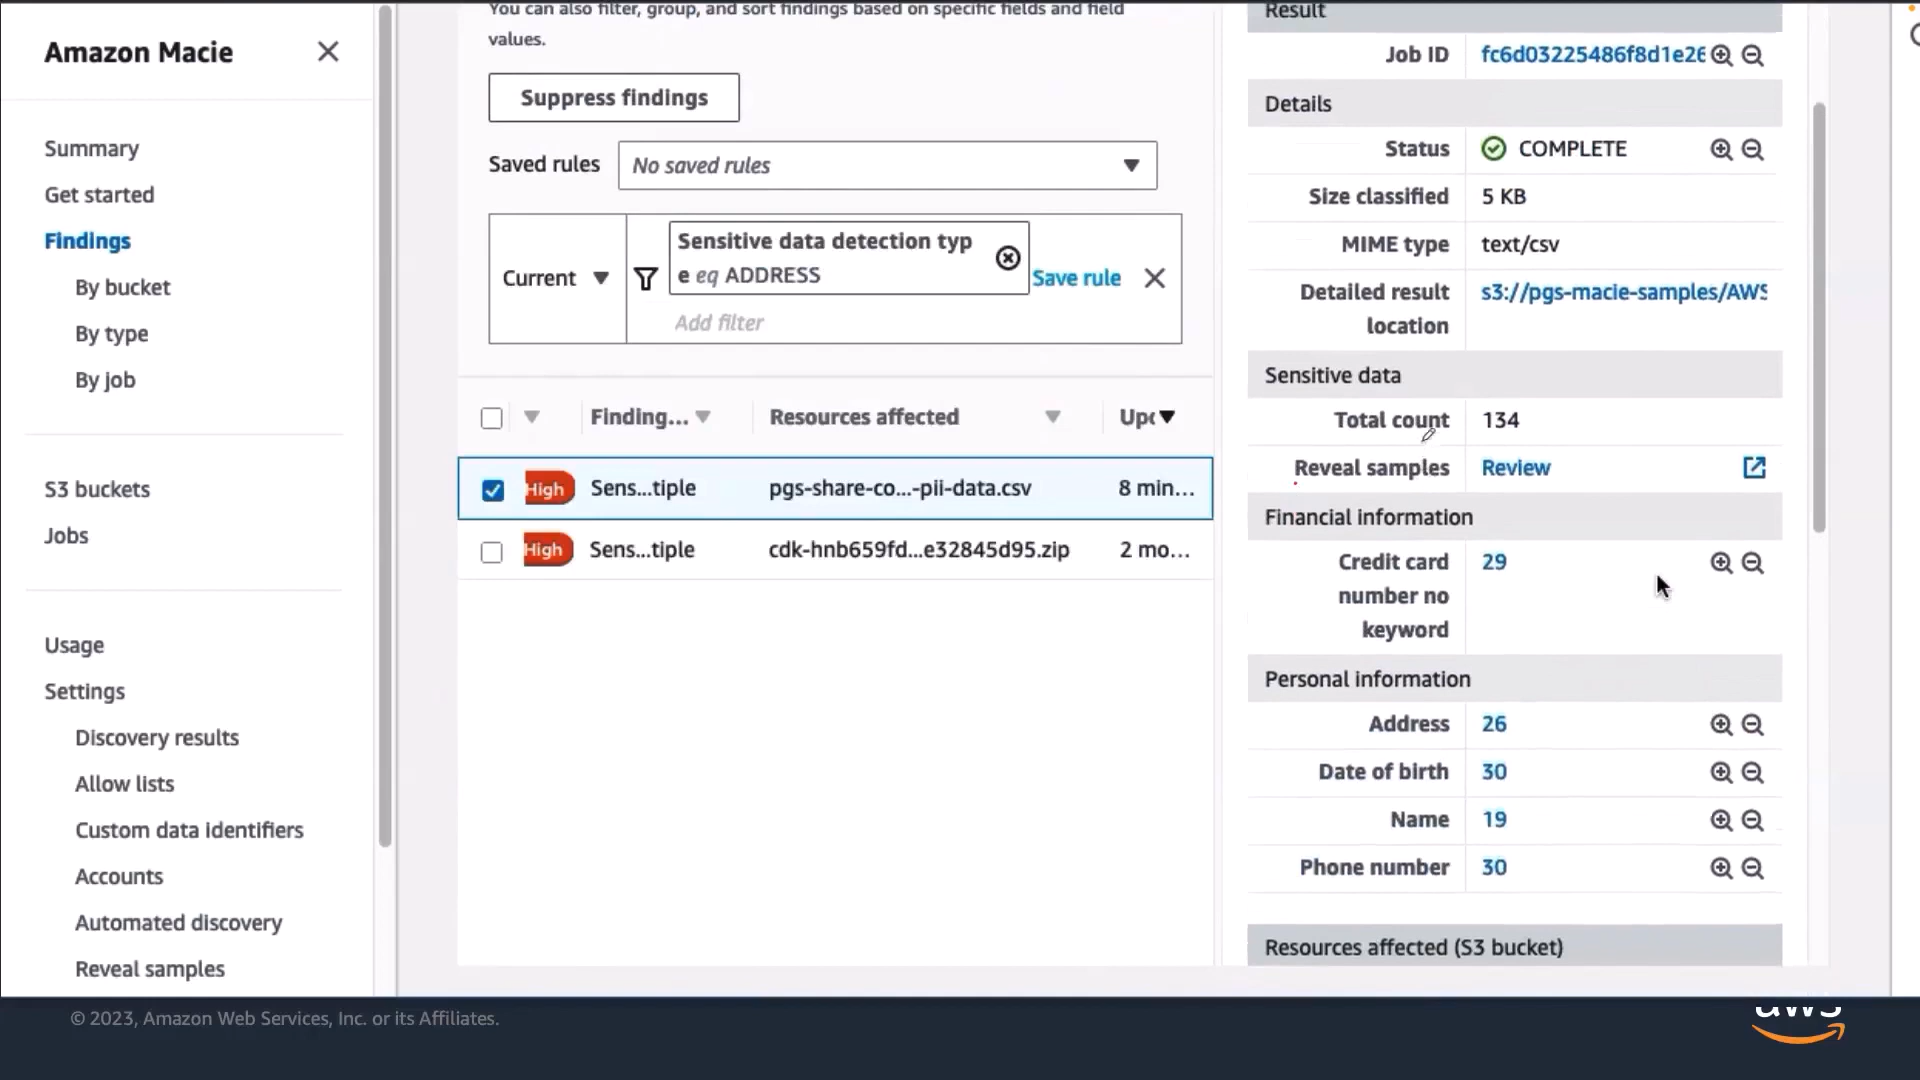 Amazon Macie
Summary
Get started
Findings
By bucket
By type
By job
S3 buckets
Jobs
Usage
Settings
Discovery results
Allow lists
Custom data identifiers
Accounts
Automated discovery
Reveal samples
You can also filter, group, and sort findings based on specific fields and field
values.
Suppress findings
Saved rules No saved rules
Current
Sensitive data detection typ
e eq ADDRESS
Save rule
Add filter
Finding... Resources affected Upd
High Sens...tiple pgs-share-co...-pii-data.csv 8 min...
High Sens...tiple cdk-hnb659fd...e32845d95.zip 2 mo...
Result
Job ID fc6d03225486f8d1e26
Details
Status COMPLETE
Size classified 5 KB
MIME type text/csv
Detailed result s3://pgs-macie-samples/AWS
location
Sensitive data
Total count 134
Reveal samples Review
Financial information
Credit card 29
number no
keyword
Personal information
Address 26
Date of birth 30
Name 19
Phone number 30
Resources affected (S3 bucket)
© 2023, Amazon Web Services, Inc. or its Affiliates.
aws